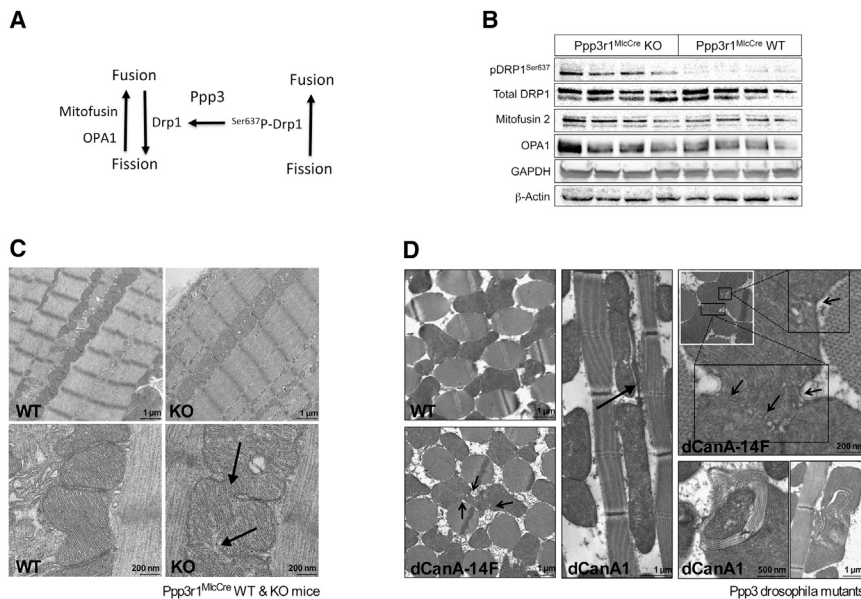 A
Fusion
Fusion
Ppp3
Mitofusin
OPA1
Drp1
Ser637P-Drp1
Fission
Fission
B
Ppp3r1MlcCre KO
Ppp3r1MlcCre WT
pDRP1Ser637
Total DRP1
Mitofusin 2
OPA1
GAPDH
β-Actin
C
WT
1 µm
KO
1 µm
WT
200 nm
KO
200 nm
Ppp3r1MlcCre WT & KO mice
D
WT
1 µm
dCanA-14F
1 µm
dCanA1
1 µm
dCanA-14F
200 nm
dCanA1
500 nm
1 µm
Ppp3 drosophila mutants